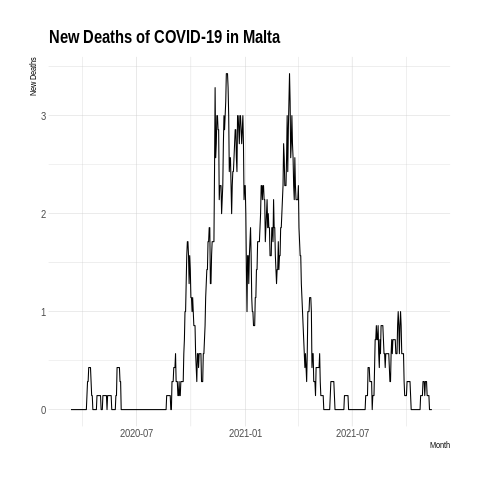 New Deaths of COVID-19 in Malta
New Deaths
3
2
1
0
2020-07
2021-01
2021-07
Month